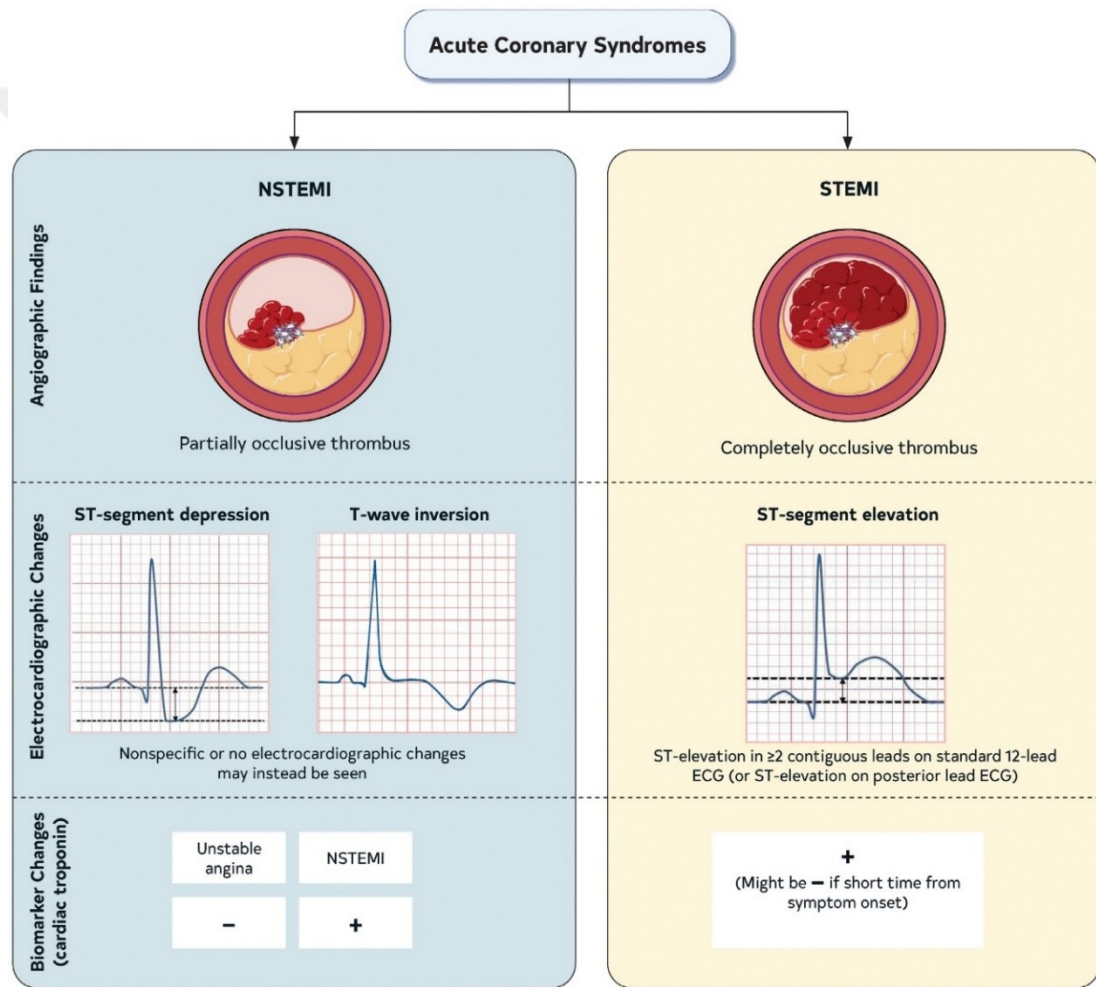 Acute Coronary Syndromes
NSTEMI
STEMI
Angiographic Findings
Partially occlusive thrombus
Completely occlusive thrombus
Electrocardiographic Changes
ST-segment depression
T-wave inversion
ST-segment elevation
Nonspecific or no electrocardiographic changes
may instead be seen
ST-elevation in ≥2 contiguous leads on standard 12-lead
ECG (or ST-elevation on posterior lead ECG)
Biomarker Changes
(cardiac troponin)
Unstable
angina
NSTEMI
−
+
+
(Might be − if short time from
symptom onset)